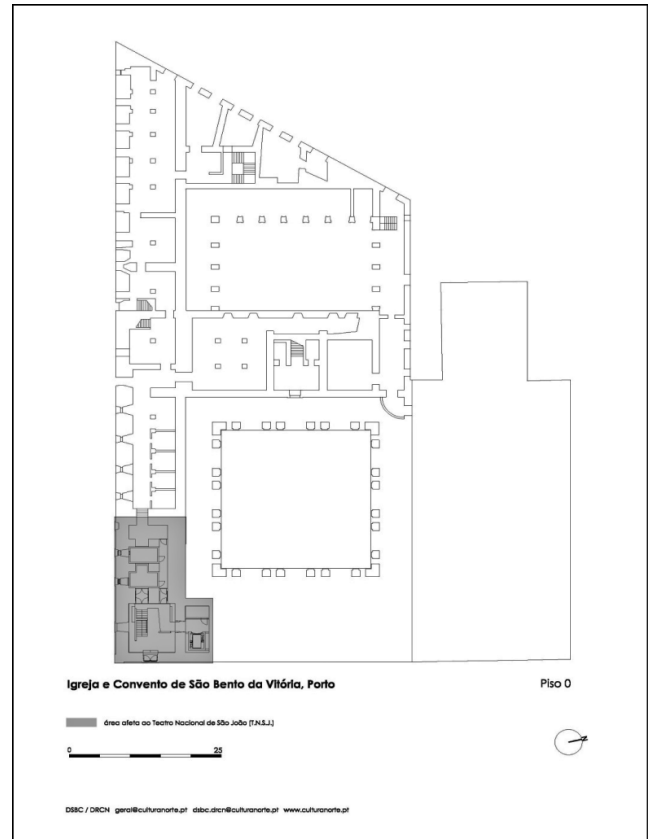 Igreja e Convento de São Bento da Vitória, Porto
Piso 0
área afeta ao Teatro Nacional de São João (T.N.S.J.)
0 25
DSBC / DRCN geral@culturanorte.pt dsbc.drcn@culturanorte.pt www.culturanorte.pt